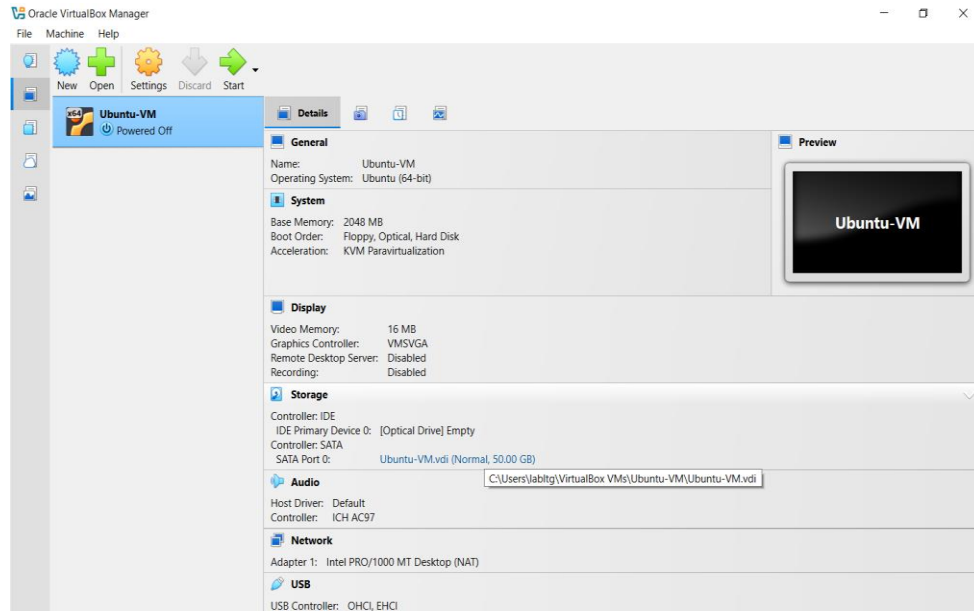 Oracle VirtualBox Manager
File Machine Help
New Open Settings Discard Start
x64
Ubuntu-VM
Powered Off
Details
General
Name: Ubuntu-VM
Operating System: Ubuntu (64-bit)
System
Base Memory: 2048 MB
Boot Order: Floppy, Optical, Hard Disk
Acceleration: KVM Paravirtualization
Preview
Ubuntu-VM
Display
Video Memory: 16 MB
Graphics Controller: VMSVGA
Remote Desktop Server: Disabled
Recording: Disabled
Storage
Controller: IDE
IDE Primary Device 0: [Optical Drive] Empty
Controller: SATA
SATA Port 0: Ubuntu-VM.vdi (Normal, 50.00 GB)
C:\Users\labltg\VirtualBox VMs\Ubuntu-VM\Ubuntu-VM.vdi
Audio
Host Driver: Default
Controller: ICH AC97
Network
Adapter 1: Intel PRO/1000 MT Desktop (NAT)
USB
USB Controller: OHCI, EHCI